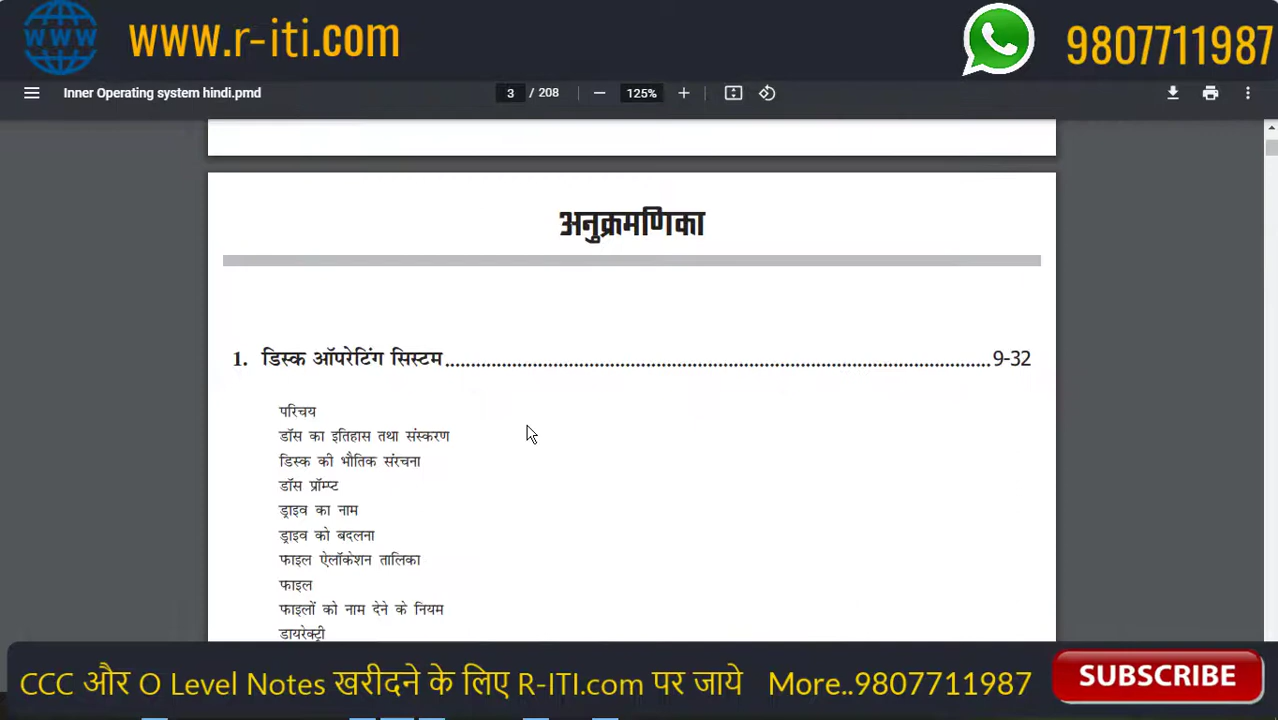 www.r-iti.com
9807711987
Inner Operating system hindi.pmd
3 / 208
125%
अनुक्रमणिका
1. डिस्क ऑपरेटिंग सिस्टम........................................................................................................9-32
परिचय
डॉस का इतिहास तथा संस्करण
डिस्क की भौतिक संरचना
डॉस प्रॉम्प्ट
ड्राइव का नाम
ड्राइव को बदलना
फाइल ऐलॉकेशन तालिका
फाइल
फाइलों को नाम देने के नियम
डायरेक्ट्री
CCC और O Level Notes खरीदने के लिए R-ITI.com पर जाये More..9807711987
SUBSCRIBE